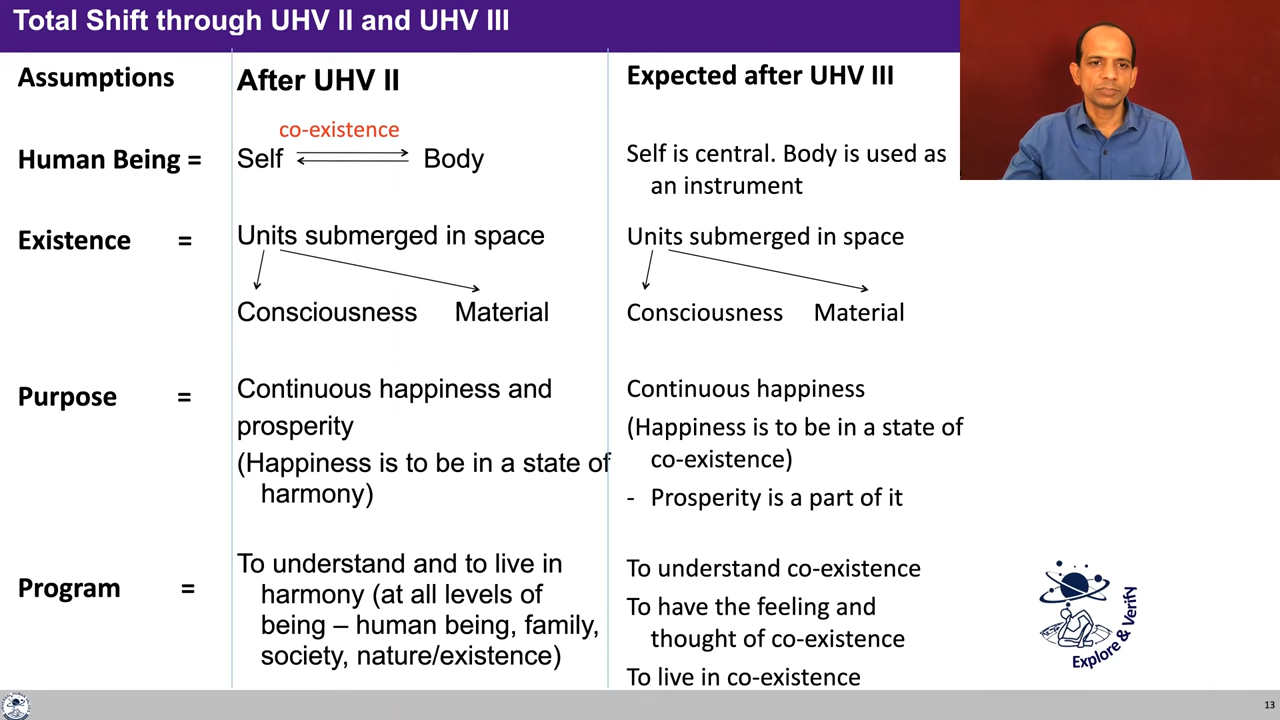 Total Shift through UHV II and UHV III
Assumptions
After UHV II
Expected after UHV III
Human Being =
co-existence
Self
Body
Self is central. Body is used as
an instrument
Existence =
Units submerged in space
Consciousness Material
Units submerged in space
Consciousness Material
Purpose =
Continuous happiness and
prosperity
(Happiness is to be in a state of
harmony)
Continuous happiness
(Happiness is to be in a state of
co-existence)
- Prosperity is a part of it
Program =
To understand and to live in
harmony (at all levels of
being – human being, family,
society, nature/existence)
To understand co-existence
To have the feeling and
thought of co-existence
To live in co-existence
Explore & Verify
13